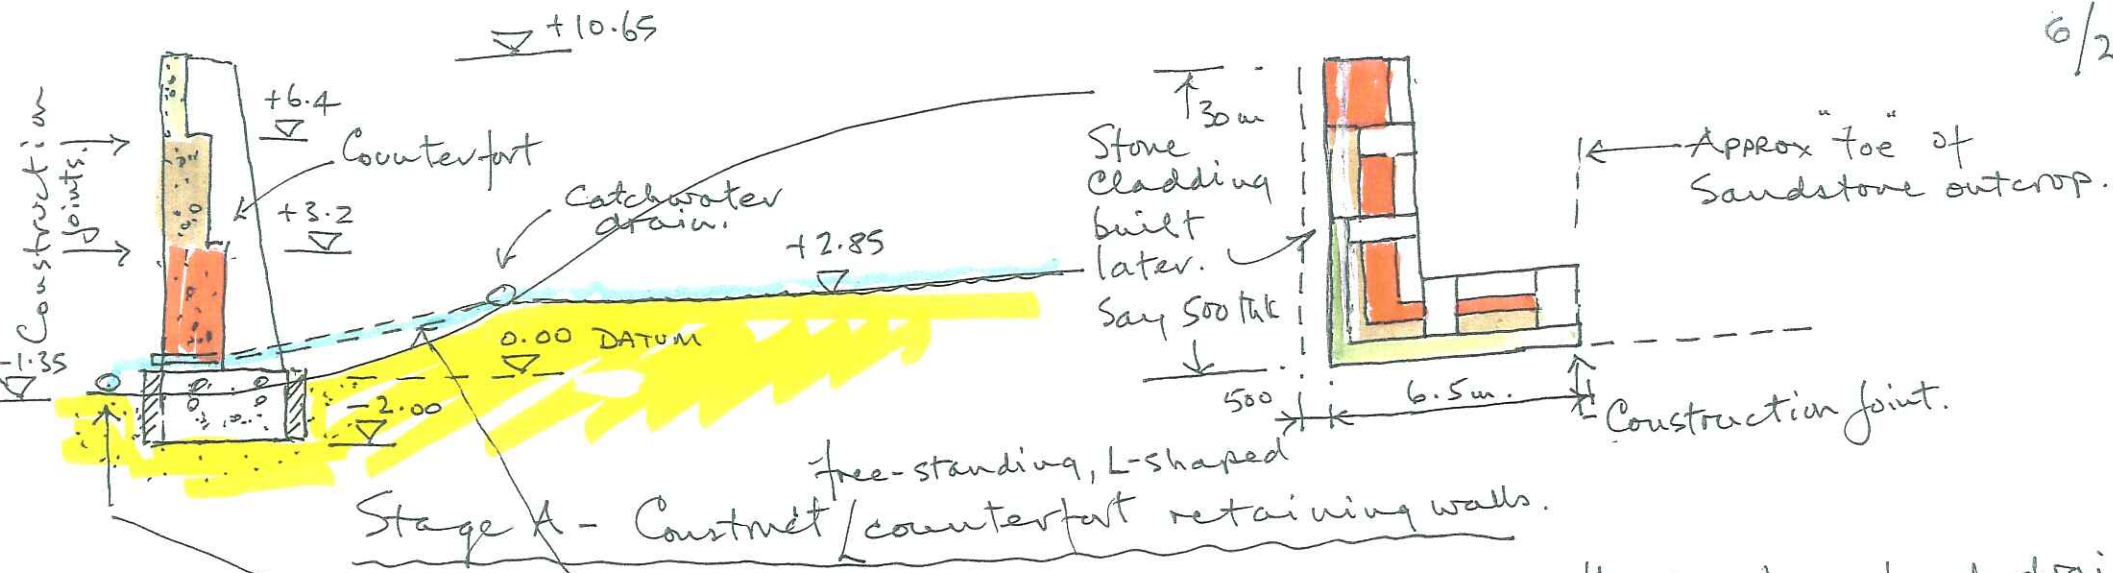 6/2
+10.65
Construction
Joints.
+6.4
Counterfort
+3.2
Catchwater
drain.
+2.85
0.00 DATUM
-1.35
-2.00
30m
Stone
cladding
built
later.
Say 500 thk
Approx "toe" of
Sandstone outcrop.
500
6.5m.
Construction joint.
free-standing, L-shaped
Stage A - Construct / counterfort retaining walls.